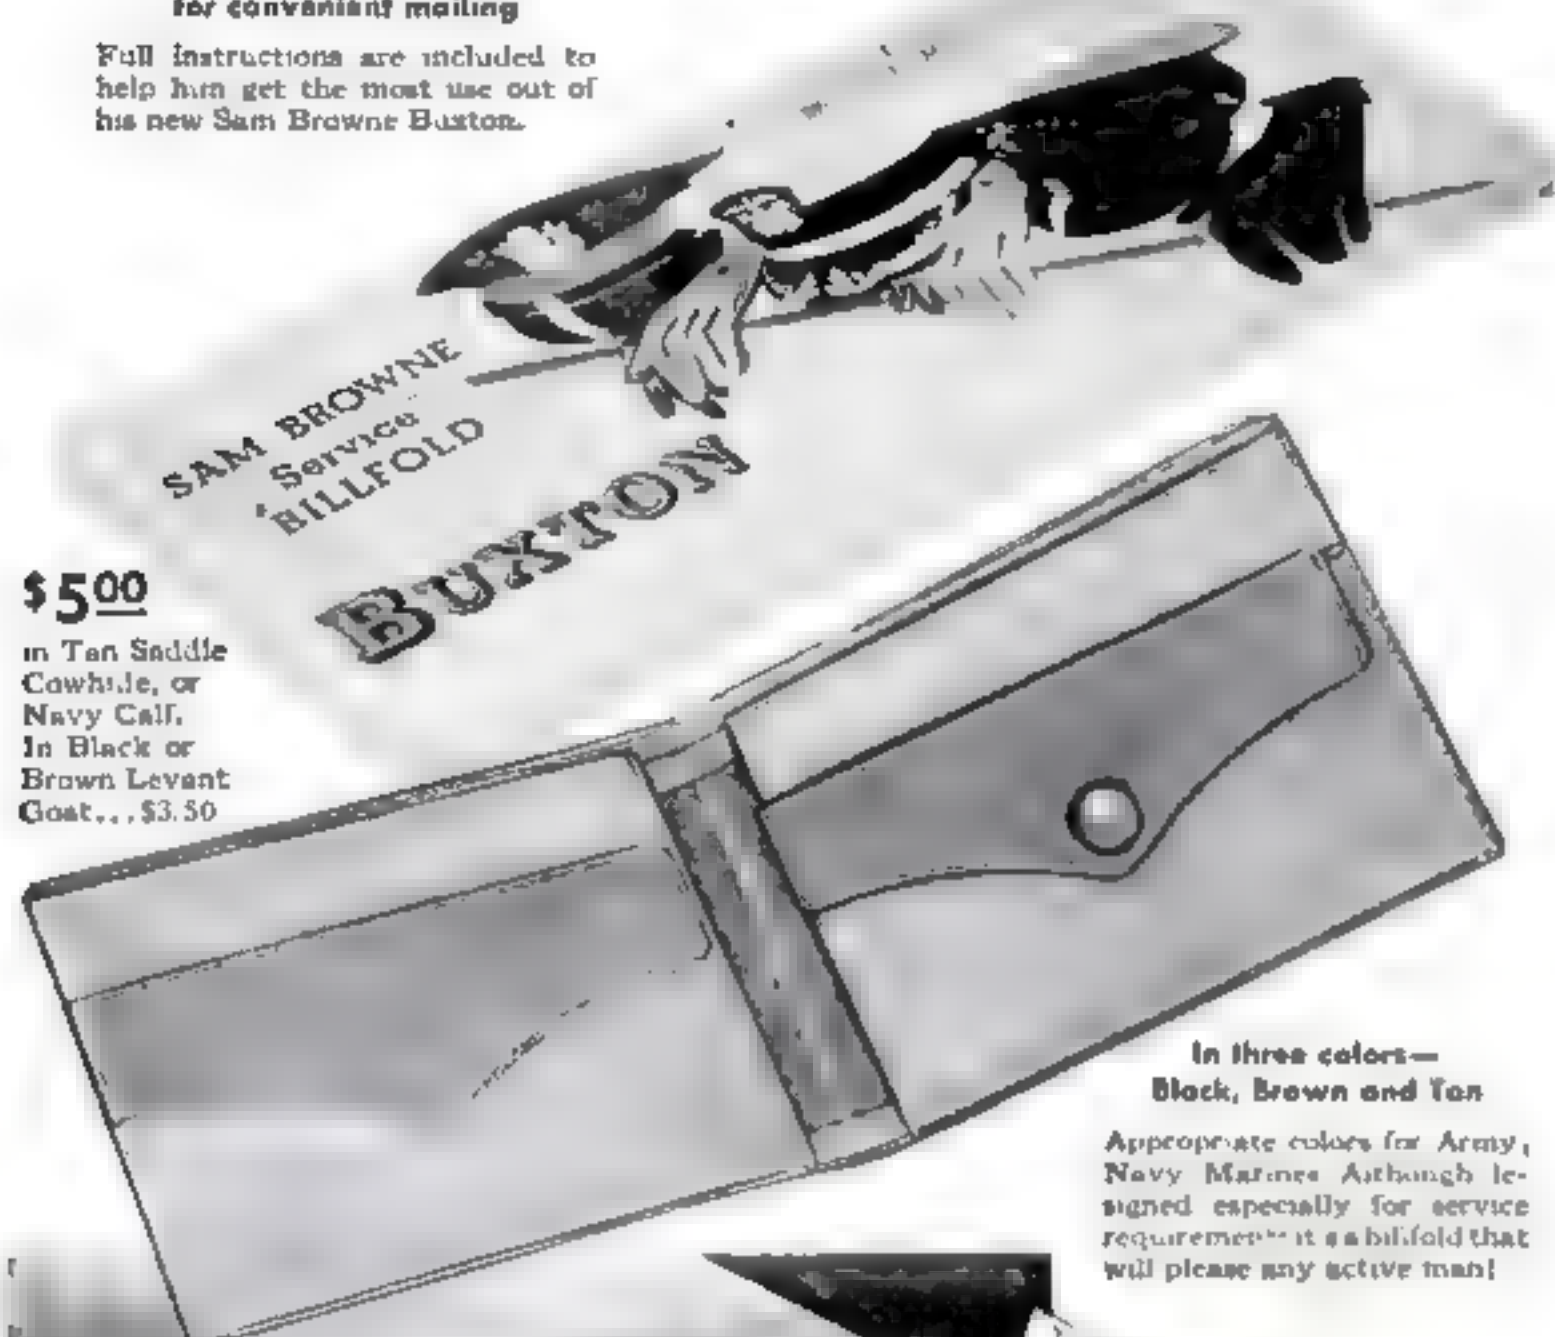 for convenient mailing
Full instructions are included to
help him get the most use out of
his new Sam Browne Buxton.
SAM BROWNE
Service
BILLFOLD
BUXTON
$5.00
in Tan Saddle
Cowhide, or
Navy Calf.
In Black or
Brown Levant
Goat...$3.50
In three colors—
Black, Brown and Tan
Appropriate colors for Army,
Navy Marines Although de-
signed especially for service
requirements it s a billfold that
will please any active man!